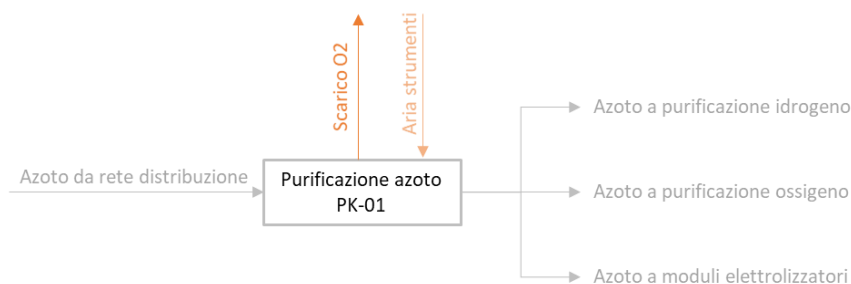 Scarico O2
Aria strumenti
Azoto a purificazione idrogeno
Azoto da rete distribuzione
Purificazione azoto
PK-01
Azoto a purificazione ossigeno
Azoto a moduli elettrolizzatori